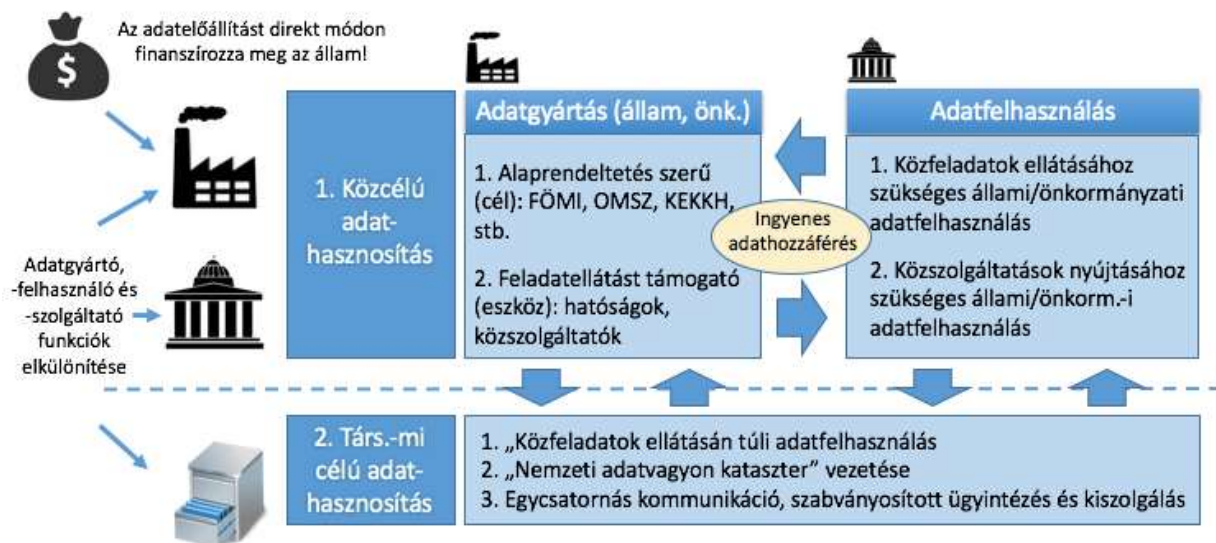 Az adatelőállítást direkt módon
finanszírozza meg az állam!
$
Adatgyártó,
-felhasználó és
-szolgáltató
funkciók
elkülönítése
1. Közcélú
adat-
hasznosítás
Adatgyártás (állam, önk.)
1. Alaprendeltetés szerű
(cél): FÖMI, OMSZ, KEKKH,
stb.
2. Feladatellátást támogató
(eszköz): hatóságok,
közszolgáltatók
Ingyenes
adathozzáférés
Adatfelhasználás
1. Közfeladatok ellátásához
szükséges állami/önkormányzati
adatfelhasználás
2. Közszolgáltatások nyújtásához
szükséges állami/önkorm.-i
adatfelhasználás
2. Társ.-mi
célú adat-
hasznosítás
1. „Közfeladatok ellátásán túli adatfelhasználás
2. „Nemzeti adatvagyon kataszter” vezetése
3. Egycsatornás kommunikáció, szabványosított ügyintézés és kiszolgálás